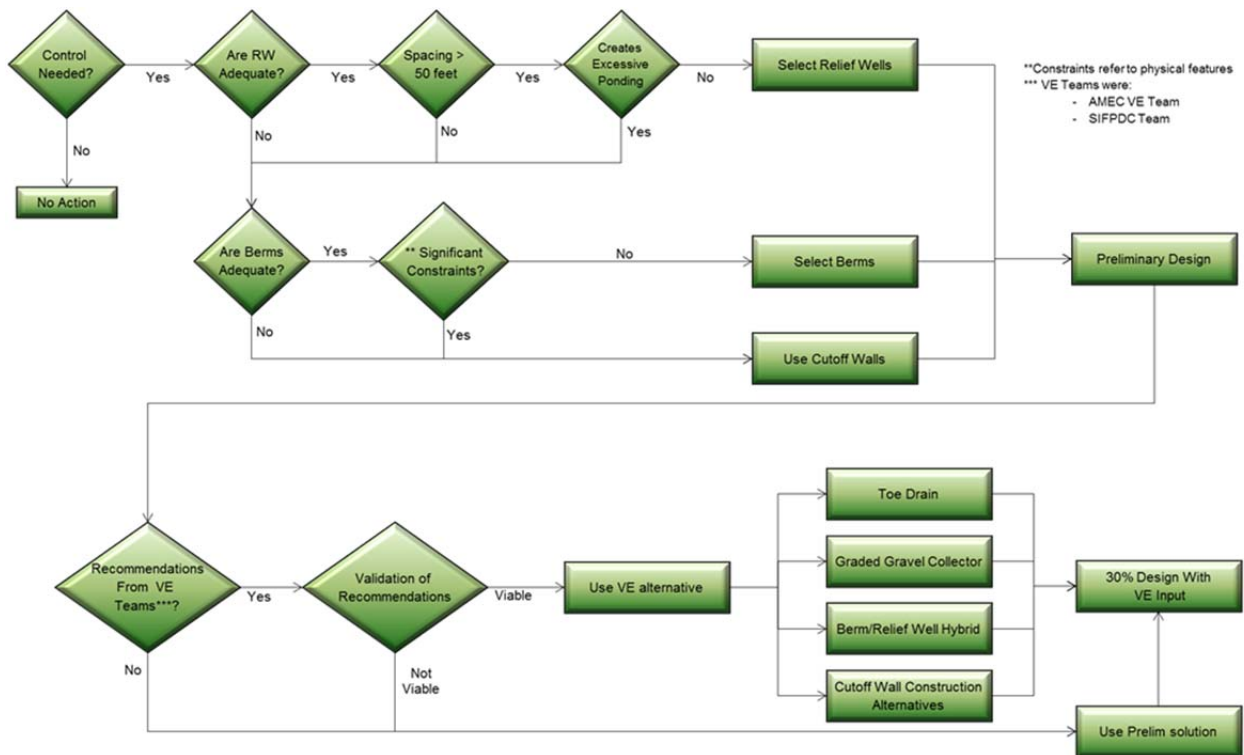 Control
Needed?
Yes
Are RW
Adequate?
Yes
Spacing >
50 feet
Yes
Creates
Excessive
Ponding
No
Select Relief Wells
**Constraints refer to physical features
*** VE Teams were:
- AMEC VE Team
- SIFPDC Team
No
No
No
Yes
No Action
Are Berms
Adequate?
Yes
** Significant
Constraints?
No
Select Berms
Preliminary Design
No
Yes
Use Cutoff Walls
Recommendations
From VE
Teams***?
Yes
Validation of
Recommendations
Viable
Use VE alternative
Toe Drain
Graded Gravel Collector
Berm/Relief Well Hybrid
Cutoff Wall Construction
Alternatives
30% Design With
VE Input
No
Not
Viable
Use Prelim solution